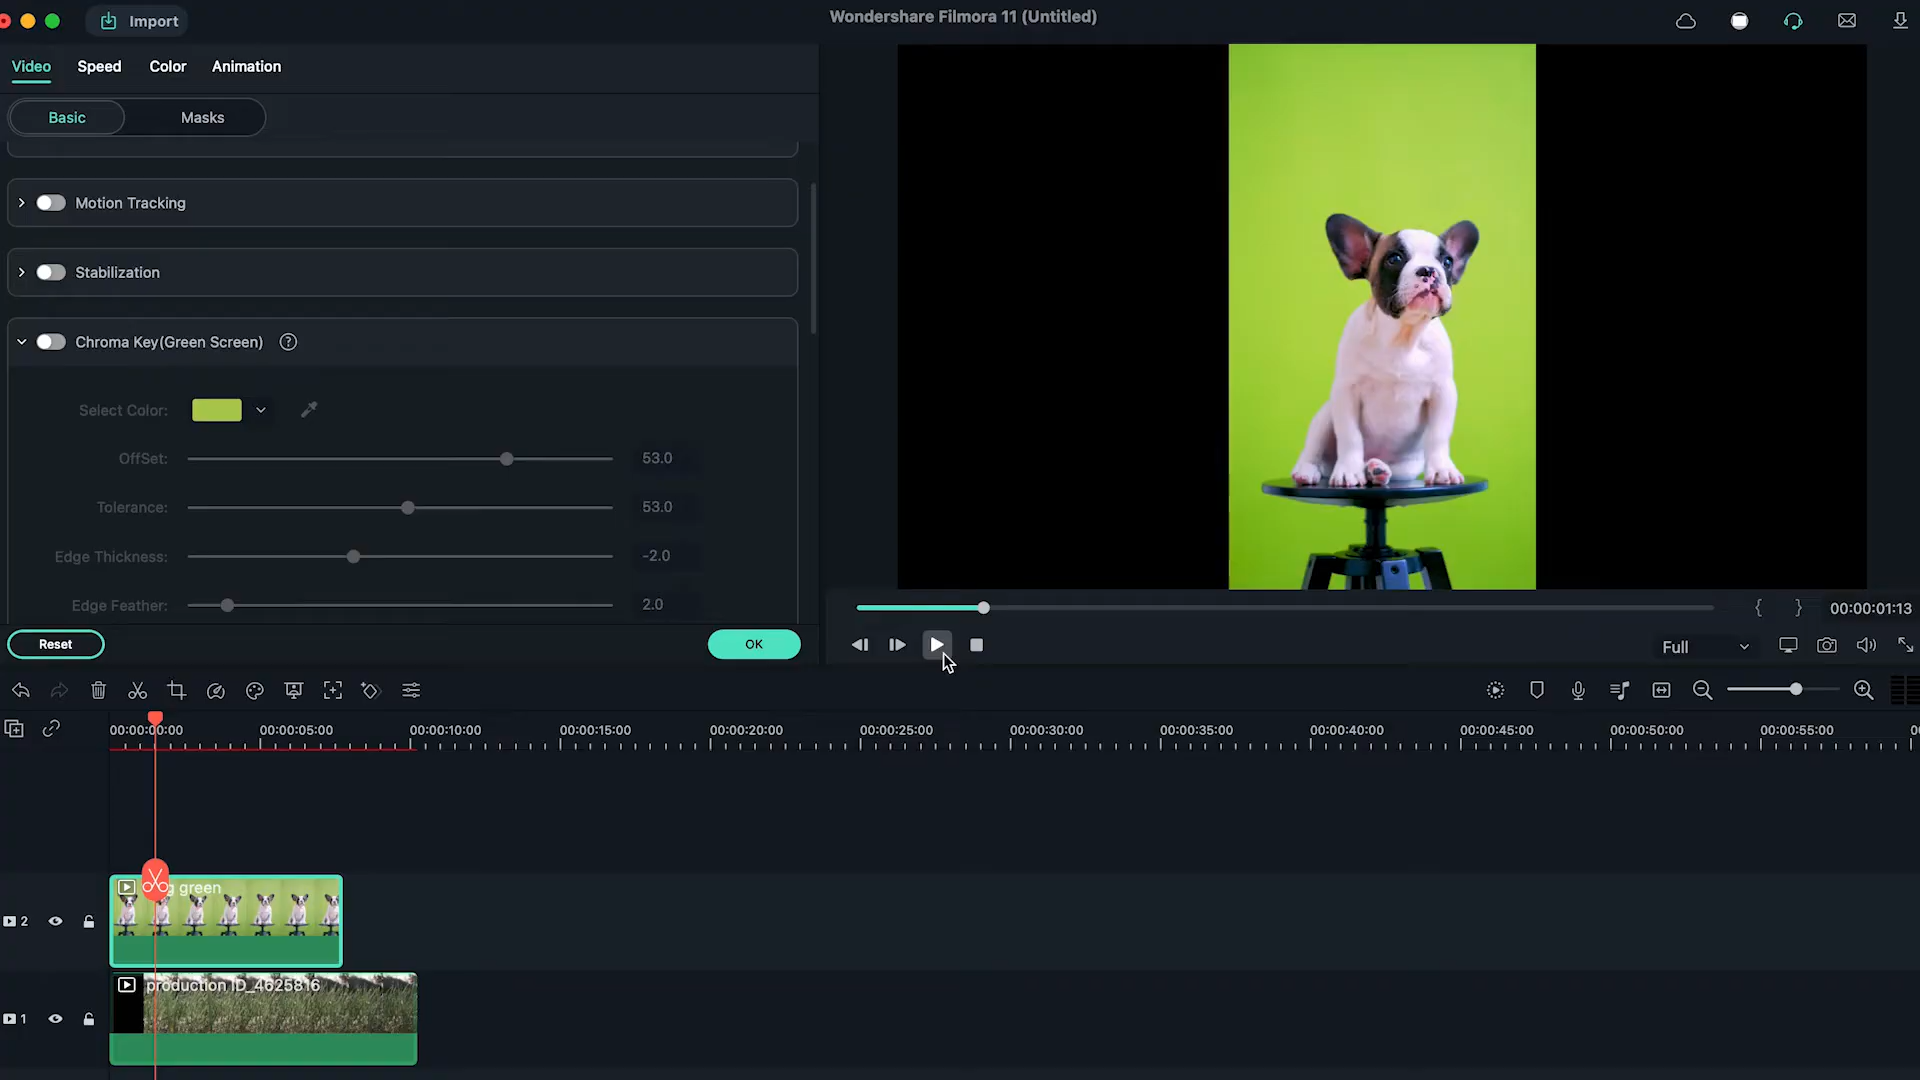 Import
Wondershare Filmora 11 (Untitled)
Video Speed Color Animation
Basic Masks
Motion Tracking
Stabilization
Chroma Key(Green Screen) ?
Select Color:
OffSet: 53.0
Tolerance: 53.0
Edge Thickness: -2.0
Edge Feather: 2.0
Reset OK
{ } 00:00:01:13
Full
00:00:00:00 00:00:05:00 00:00:10:00 00:00:15:00 00:00:20:00 00:00:25:00 00:00:30:00 00:00:35:00 00:00:40:00 00:00:45:00 00:00:50:00 00:00:55:00
green
2
production ID_4625816
1